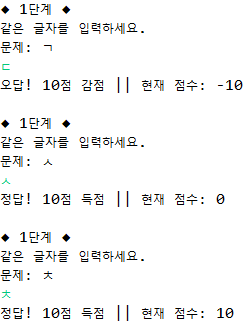 ◆ 1단계 ◆
같은 글자를 입력하세요.
문제: ㄱ
ㄷ
오답! 10점 감점 || 현재 점수: -10
◆ 1단계 ◆
같은 글자를 입력하세요.
문제: ㅅ
ㅅ
정답! 10점 득점 || 현재 점수: 0
◆ 1단계 ◆
같은 글자를 입력하세요.
문제: ㅊ
ㅊ
정답! 10점 득점 || 현재 점수: 10